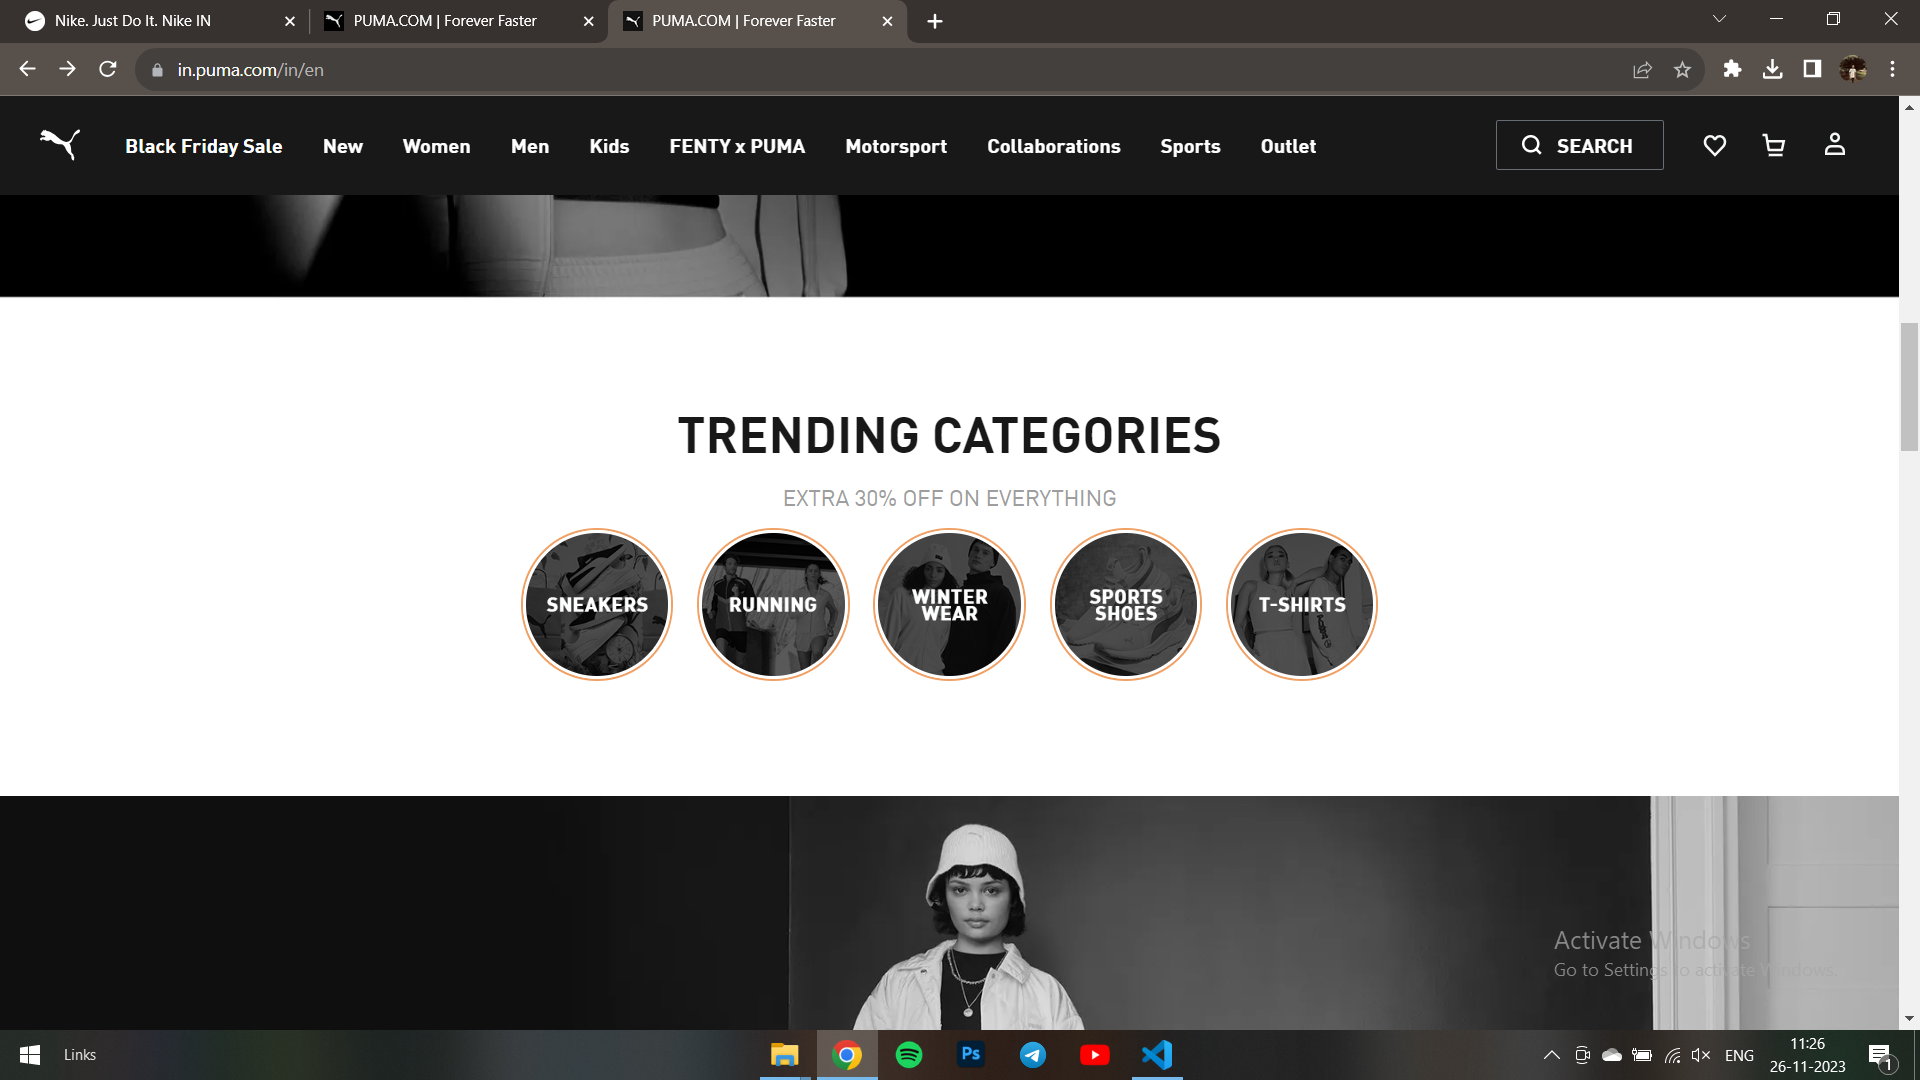 Nike. Just Do It. Nike IN
PUMA.COM | Forever Faster
PUMA.COM | Forever Faster
in.puma.com/in/en
Black Friday Sale New Women Men Kids FENTY x PUMA Motorsport Collaborations Sports Outlet SEARCH
TRENDING CATEGORIES
EXTRA 30% OFF ON EVERYTHING
SNEAKERS
RUNNING
WINTER
WEAR
SPORTS
SHOES
T-SHIRTS
Activate Windows
Go to Settings to activate Windows.
Links
Ps
ENG
11:26
26-11-2023
1